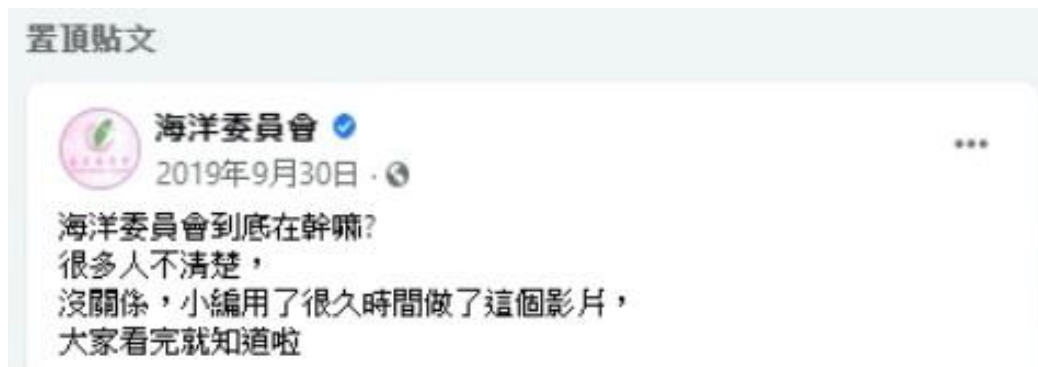 置頂貼文
海洋委員會
2019年9月30日 ·
海洋委員會到底在幹嘛?
很多人不清楚，
沒關係，小編用了很久時間做了這個影片，
大家看完就知道啦